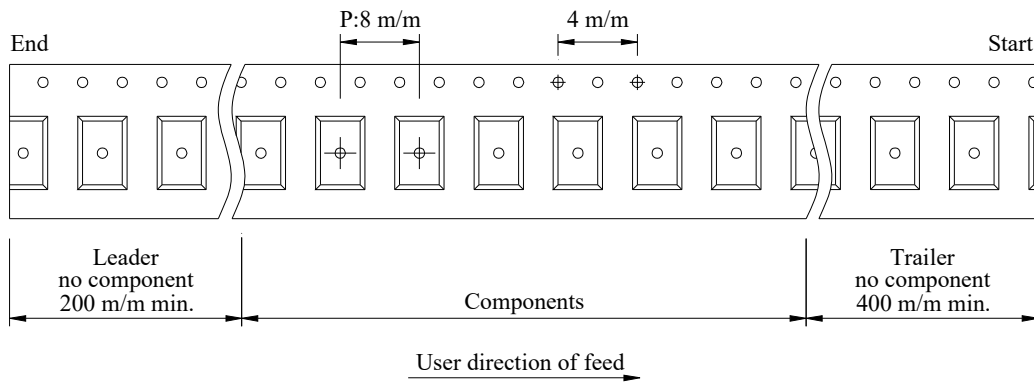 P:8 m/m
4 m/m
End
Start
Leader
no component
200 m/m min.
Components
Trailer
no component
400 m/m min.
User direction of feed